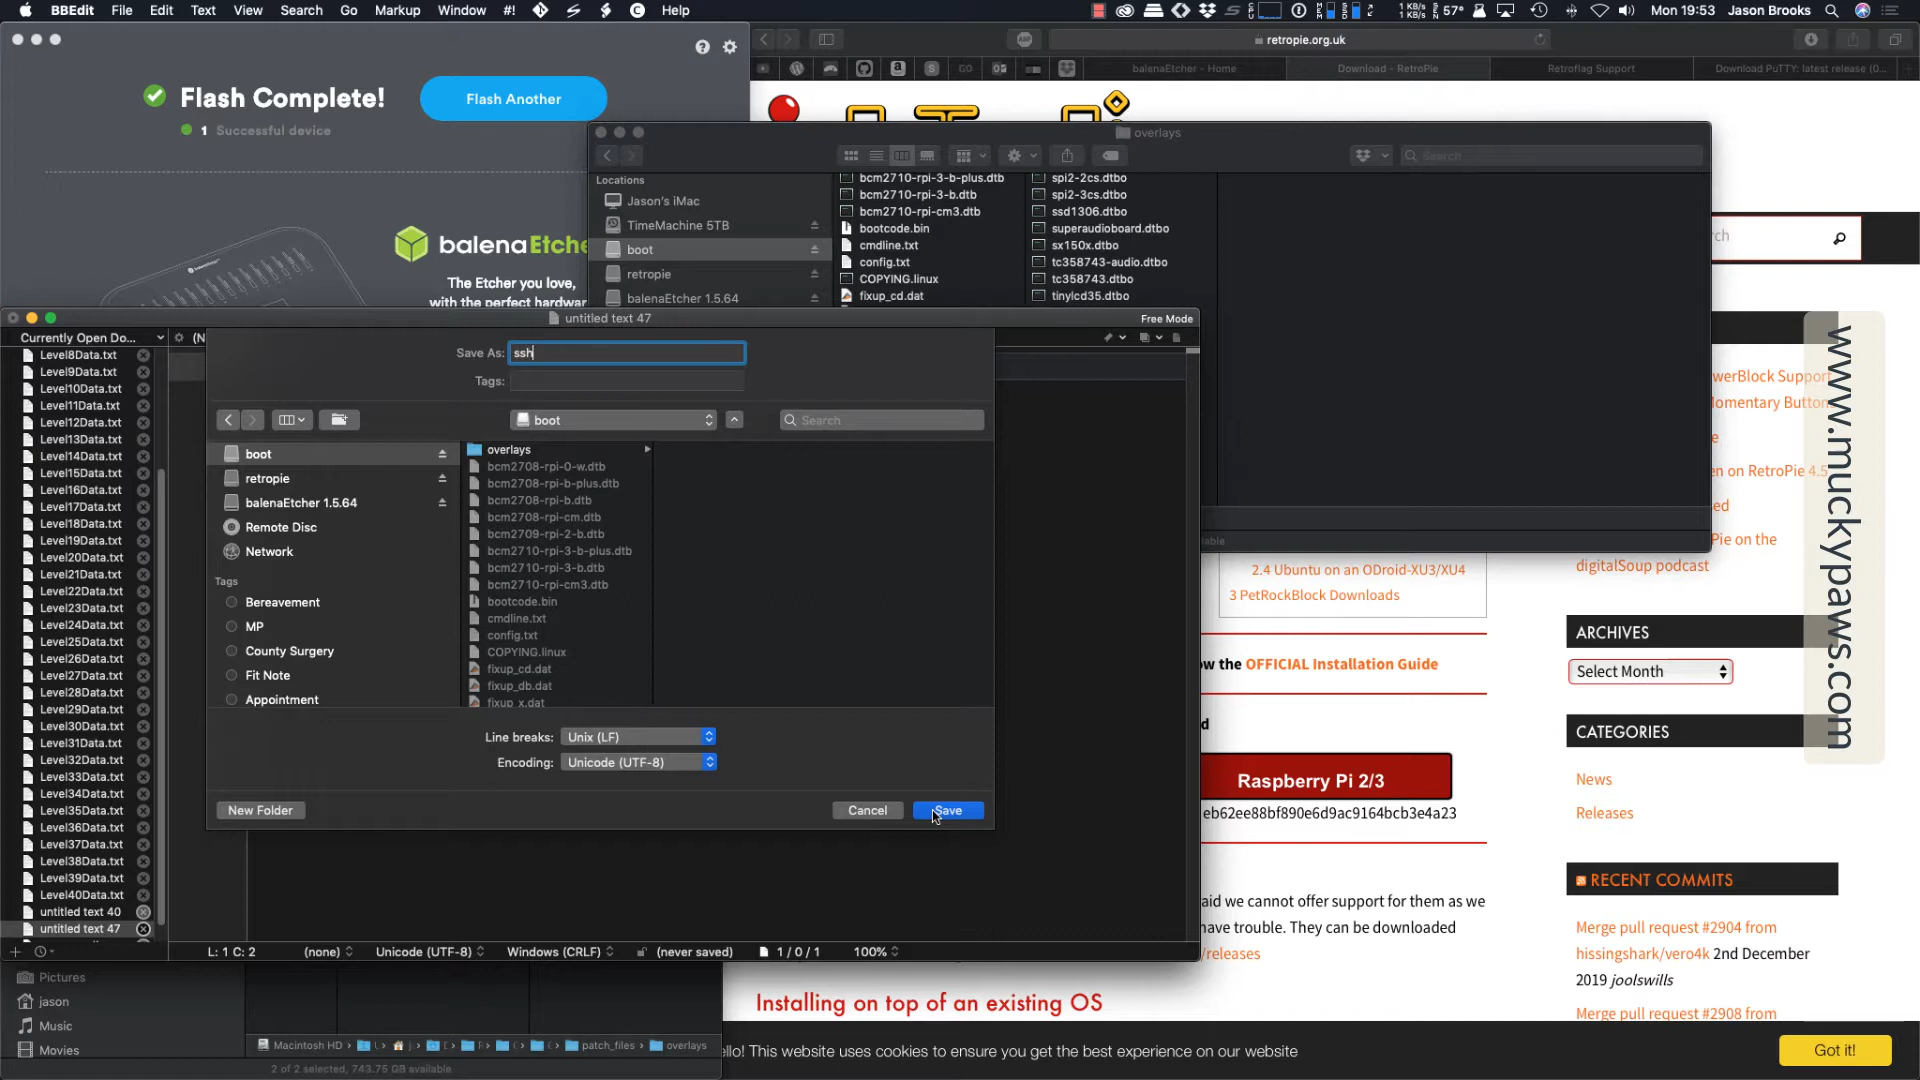 BBEdit File Edit Text View Search Go Markup Window #! Help
1 KB/s
1 KB/s
57°
Mon 19:53 Jason Brooks
retropie.org.uk
balenaEtcher - Home
Download - RetroPie
Retroflag Support
Download PuTTY: latest release (0...
Flash Complete!
Flash Another
1 Successful device
balenaEtcher
The Etcher you love,
with the perfect hardwar
overlays
Search
Locations
Jason's iMac
TimeMachine 5TB
boot
retropie
balenaEtcher 1.5.64
bcm2710-rpi-3-b-plus.dtb
bcm2710-rpi-3-b.dtb
bcm2710-rpi-cm3.dtb
bootcode.bin
cmdline.txt
config.txt
COPYING.linux
fixup_cd.dat
spi2-2cs.dtbo
spi2-3cs.dtbo
ssd1306.dtbo
superaudioboard.dtbo
sx150x.dtbo
tc358743-audio.dtbo
tc358743.dtbo
tinylcd35.dtbo
untitled text 47
Free Mode
Currently Open Do...
(N
Level8Data.txt
Level9Data.txt
Level10Data.txt
Level11Data.txt
Level12Data.txt
Level13Data.txt
Level14Data.txt
Level15Data.txt
Level16Data.txt
Level17Data.txt
Level18Data.txt
Level19Data.txt
Level20Data.txt
Level21Data.txt
Level22Data.txt
Level23Data.txt
Level24Data.txt
Level25Data.txt
Level26Data.txt
Level27Data.txt
Level28Data.txt
Level29Data.txt
Level30Data.txt
Level31Data.txt
Level32Data.txt
Level33Data.txt
Level34Data.txt
Level35Data.txt
Level36Data.txt
Level37Data.txt
Level38Data.txt
Level39Data.txt
Level40Data.txt
untitled text 40
untitled text 47
Save As: ssh
Tags:
boot
Search
boot
retropie
balenaEtcher 1.5.64
Remote Disc
Network
Tags
Bereavement
MP
County Surgery
Fit Note
Appointment
overlays
bcm2708-rpi-0-w.dtb
bcm2708-rpi-b-plus.dtb
bcm2708-rpi-b.dtb
bcm2708-rpi-cm.dtb
bcm2709-rpi-2-b.dtb
bcm2710-rpi-3-b-plus.dtb
bcm2710-rpi-3-b.dtb
bcm2710-rpi-cm3.dtb
bootcode.bin
cmdline.txt
config.txt
COPYING.linux
fixup_cd.dat
fixup_db.dat
fixup_x.dat
Line breaks: Unix (LF)
Encoding: Unicode (UTF-8)
New Folder
Cancel
Save
L: 1 C: 2
(none)
Unicode (UTF-8)
Windows (CRLF)
(never saved)
1 / 0 / 1
100%
Pictures
jason
Music
Movies
Macintosh HD
patch_files
overlays
2 of 2 selected, 743.75 GB available
lable
rch
werBlock Support
omentary Button
e
en on RetroPie 4.5
sed
Pie on the
digitalSoup podcast
www.muckypaws.com
2.4 Ubuntu on an ODroid-XU3/XU4
3 PetRockBlock Downloads
ow the OFFICIAL Installation Guide
d
Raspberry Pi 2/3
eb62ee88bf890e6d9ac9164bcb3e4a23
aid we cannot offer support for them as we
have trouble. They can be downloaded
/releases
Installing on top of an existing OS
ARCHIVES
Select Month
CATEGORIES
News
Releases
RECENT COMMITS
Merge pull request #2904 from
hissingshark/vero4k 2nd December
2019 joolswills
Merge pull request #2908 from
ello! This website uses cookies to ensure you get the best experience on our website
Got it!